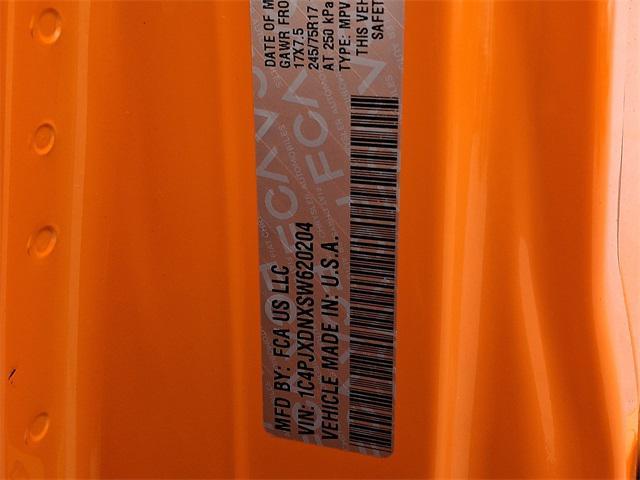 MFD BY: FCA US LLC
DATE OF M
GAWR FRO
17X7.5
245/75R17
AT 250 kPa
VIN: 1C4PJXDNXSW620204
TYPE: MPV
VEHICLE MADE IN: U.S.A.
THIS VEH
SAFET